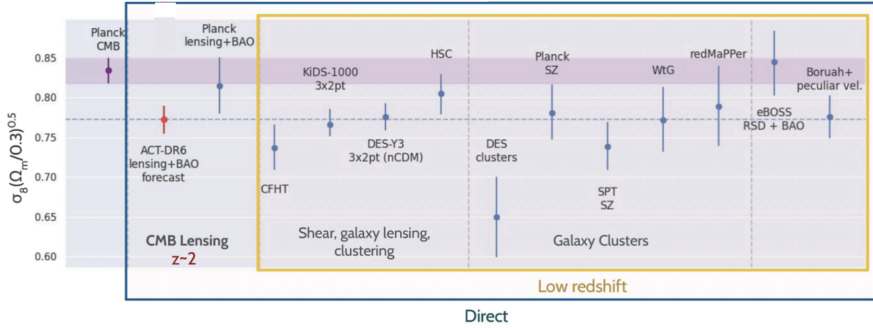 Planck
CMB
Planck
lensing+BAO
KiDS-1000
3x2pt
HSC
Planck
SZ
WtG
redMaPPer
Boruah+
peculiar vel.
ACT-DR6
lensing+BAO
forecast
CFHT
DES-Y3
3x2pt (nCDM)
DES
clusters
SPT
SZ
eBOSS
RSD + BAO
0.85
0.80
0.75
0.70
0.65
0.60
σ₈(Ωₘ/0.3)⁰·⁵
CMB Lensing
z~2
Shear, galaxy lensing,
clustering
Galaxy Clusters
Low redshift
Direct